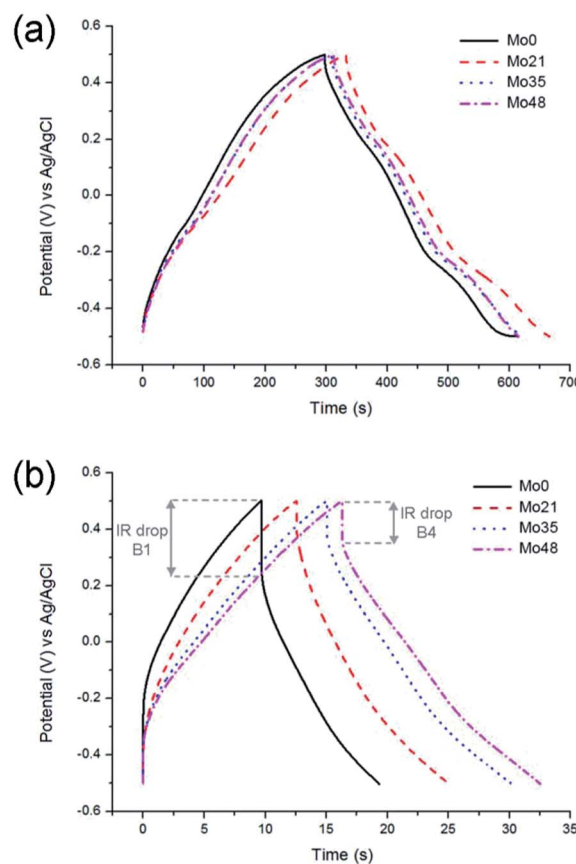 (a)
Mo0
Mo21
Mo35
Mo48
Potential (V) vs Ag/AgCl
0.6
0.4
0.2
0.0
-0.2
-0.4
-0.6
0 100 200 300 400 500 600 700
Time (s)
(b)
Mo0
Mo21
Mo35
Mo48
IR drop
B1
IR drop
B4
Potential (V) vs Ag/AgCl
0.6
0.4
0.2
0.0
-0.2
-0.4
-0.6
0 5 10 15 20 25 30 35
Time (s)